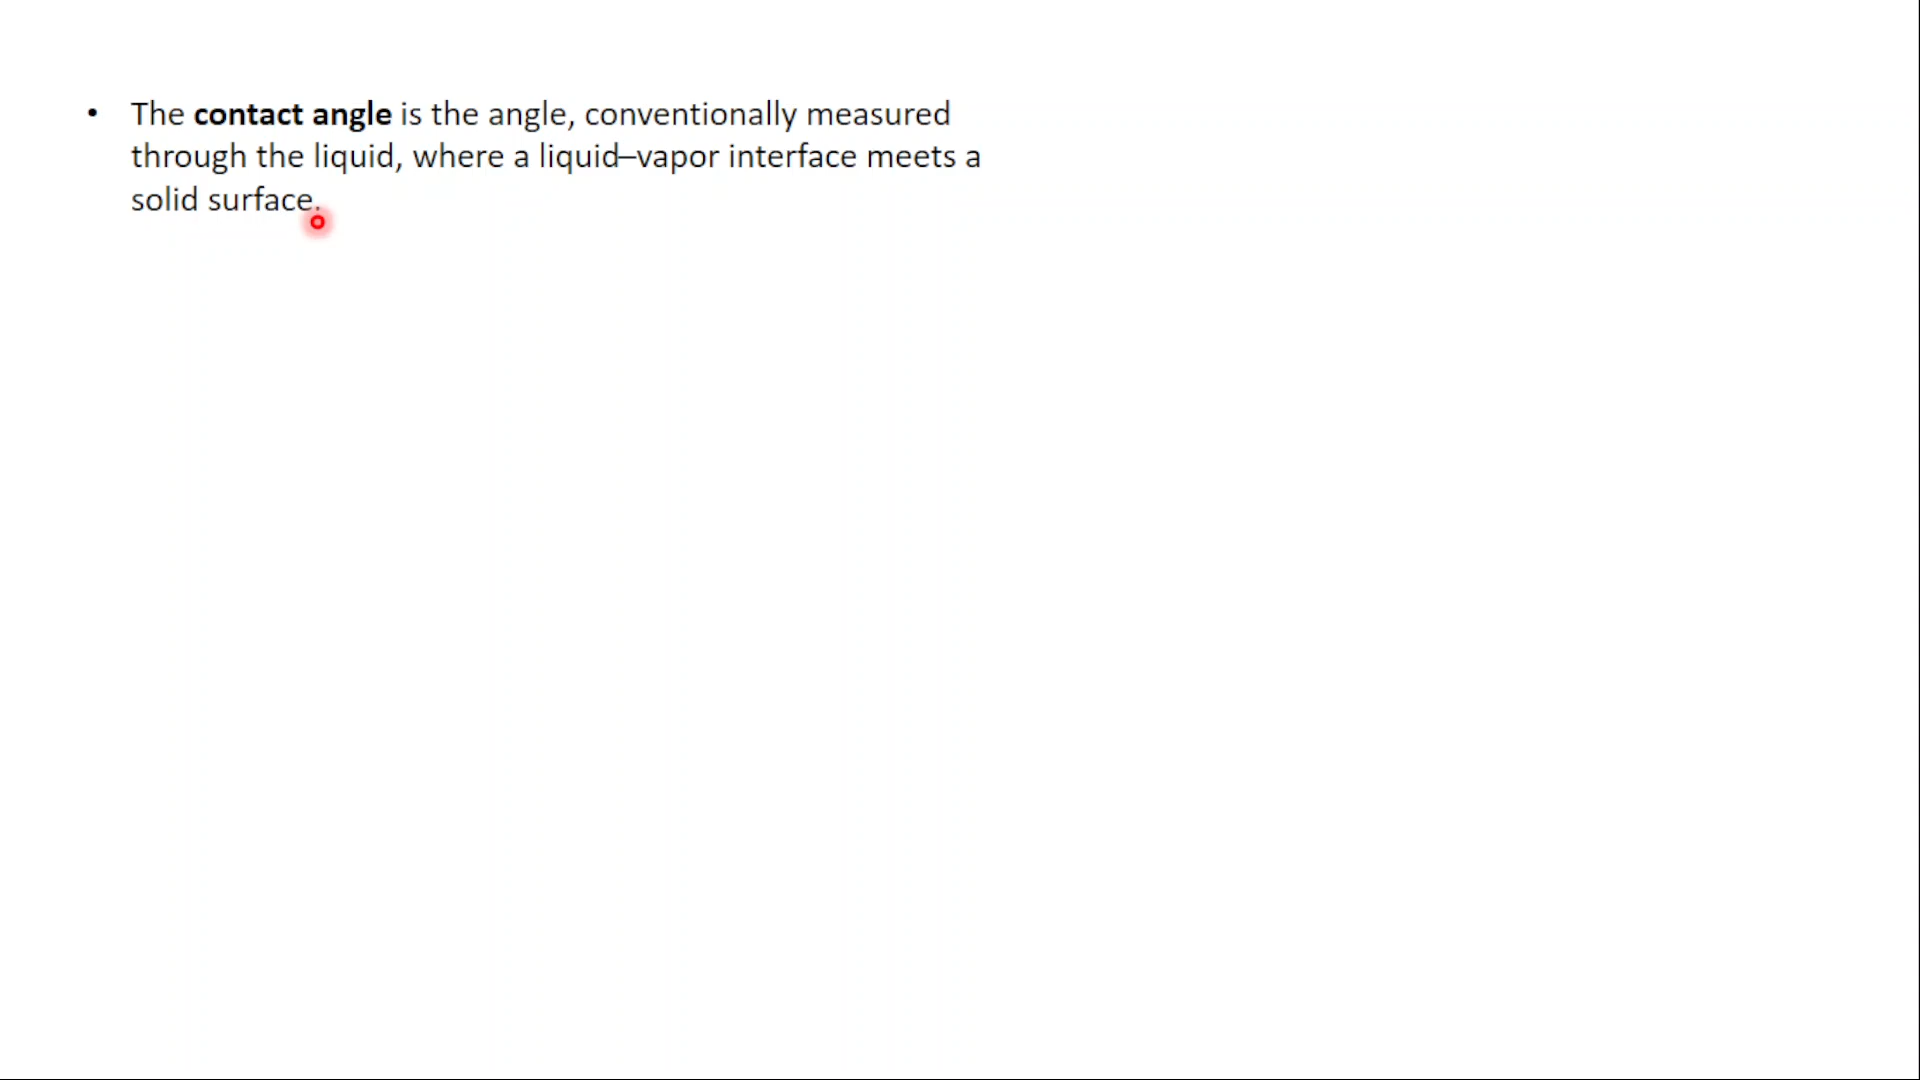 • The contact angle is the angle, conventionally measured
through the liquid, where a liquid–vapor interface meets a
solid surface.